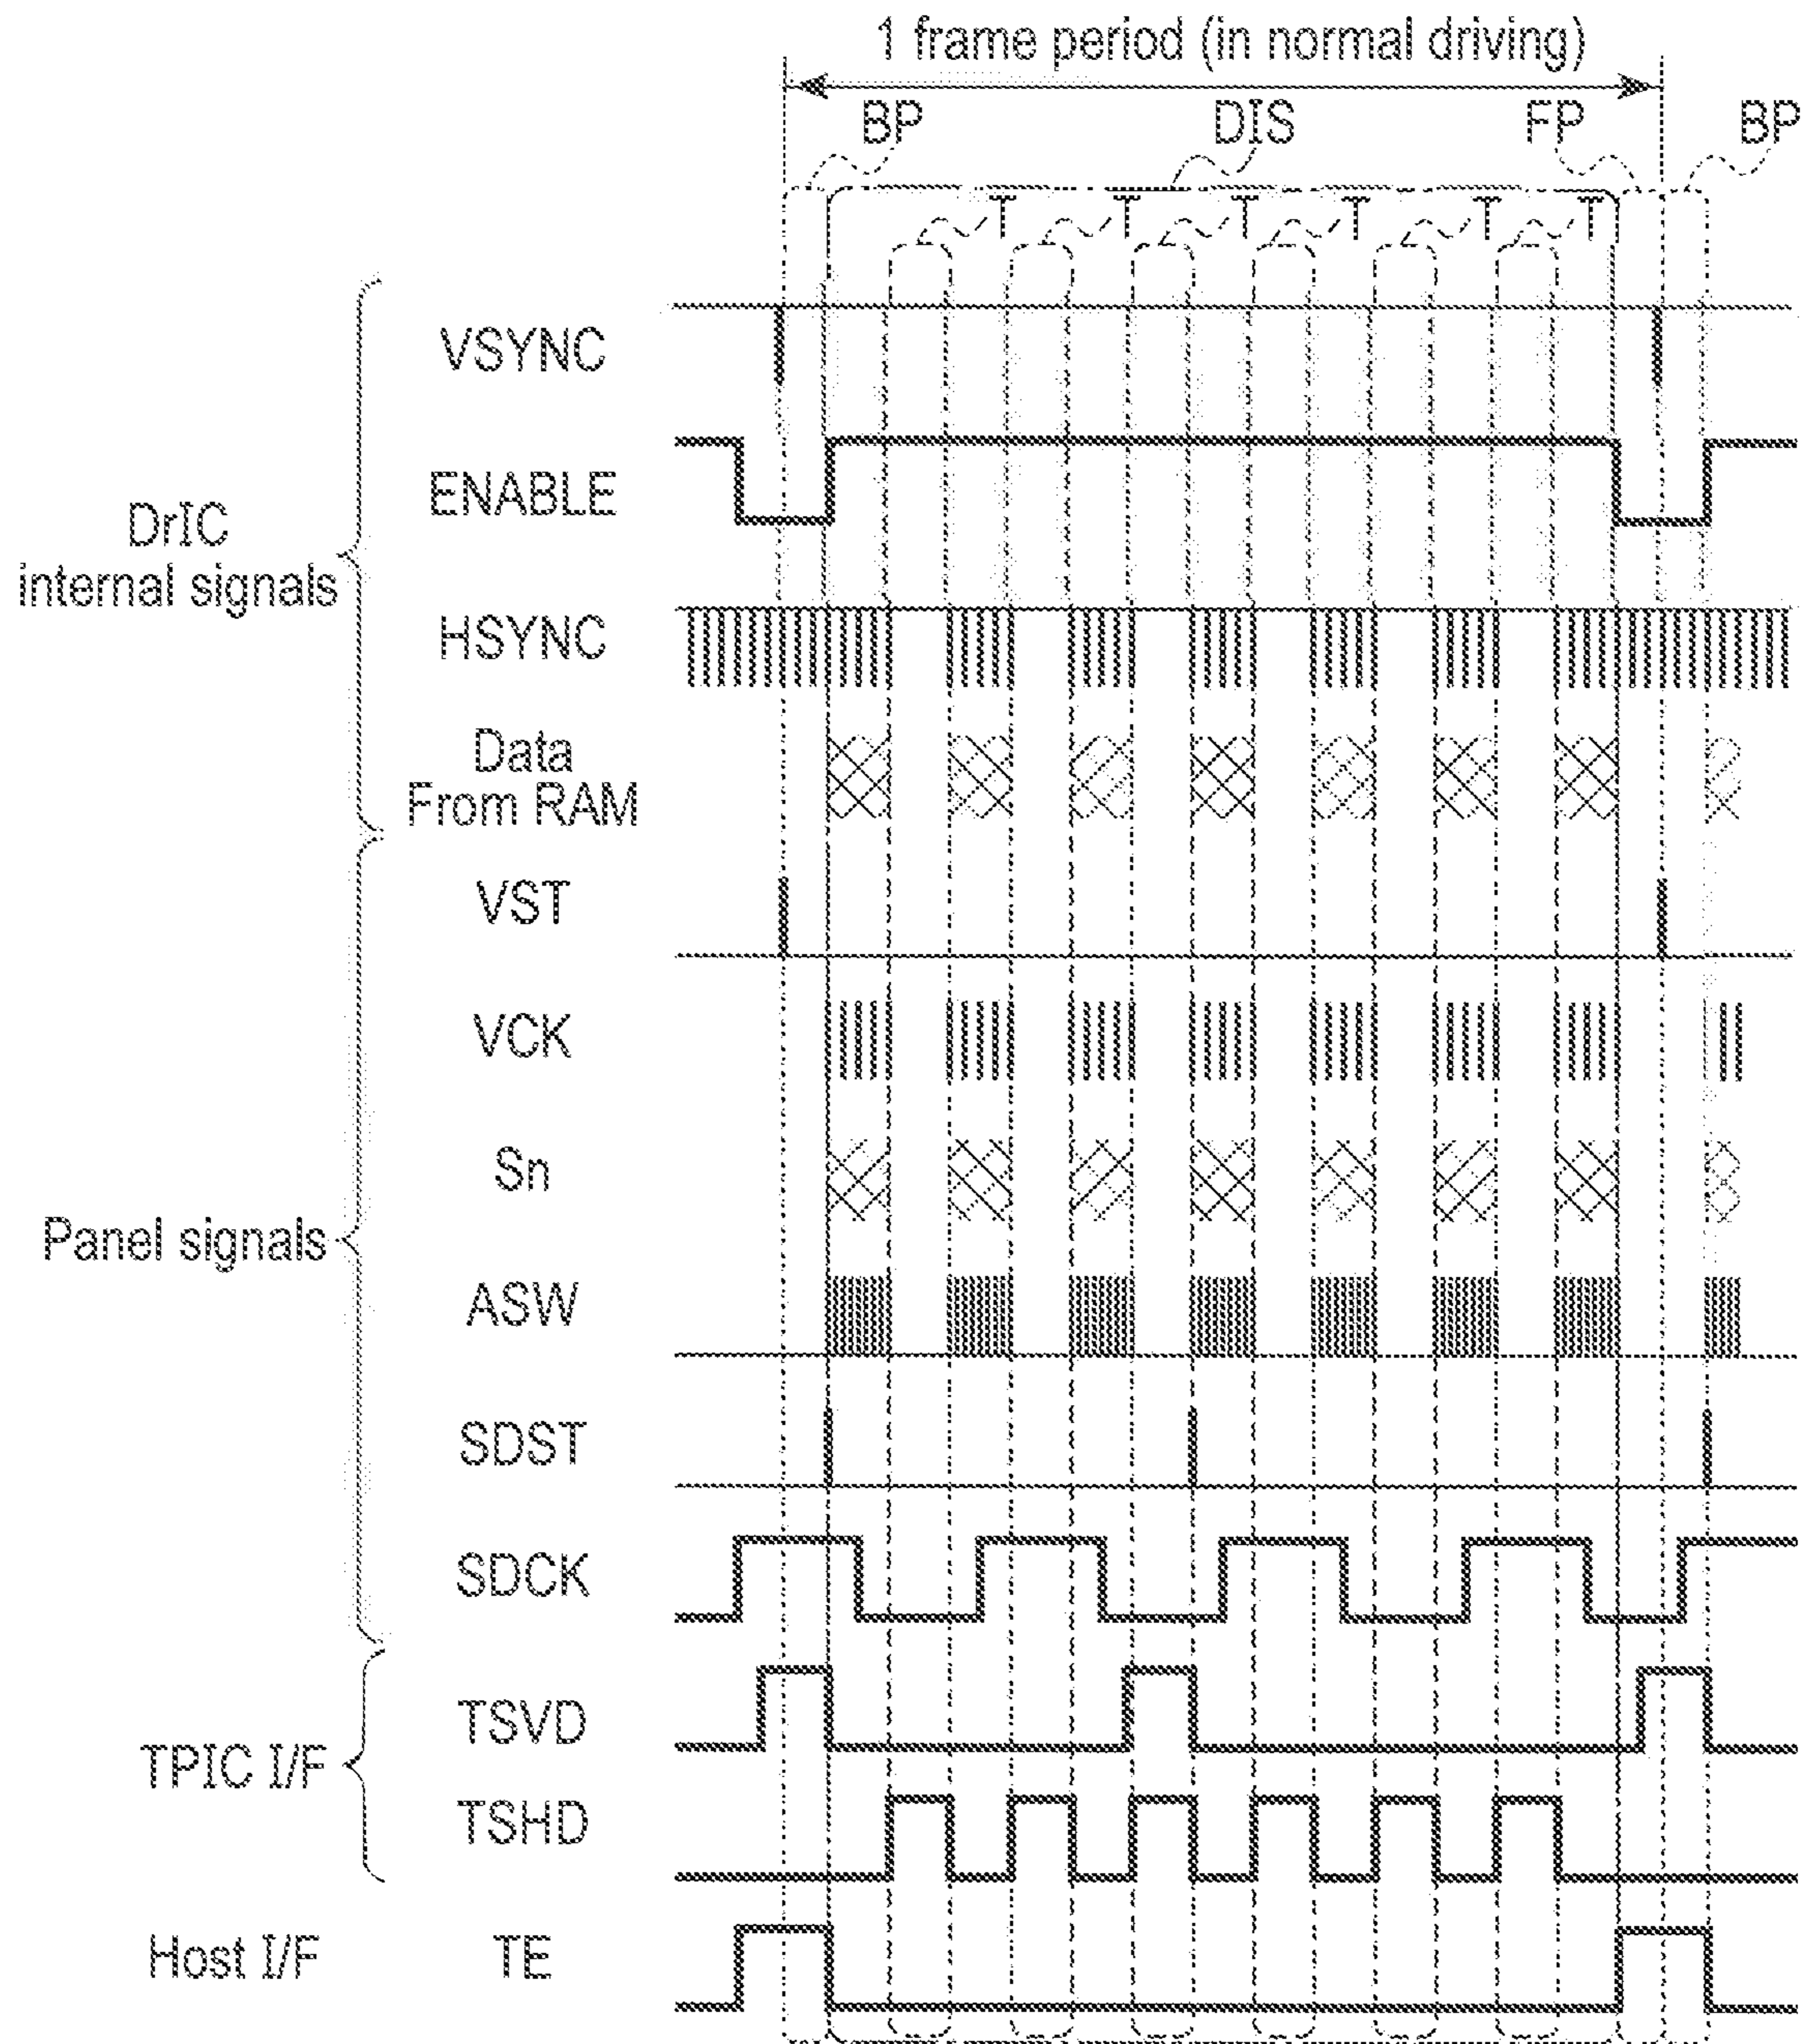 1 frame period (in normal driving)
BP DIS FP BP
T T T T T T
VSYNC
ENABLE
DrIC
internal signals
HSYNC
Data
From RAM
VST
VCK
Sn
Panel signals
ASW
SDST
SDCK
TSVD
TPIC I/F
TSHD
Host I/F TE